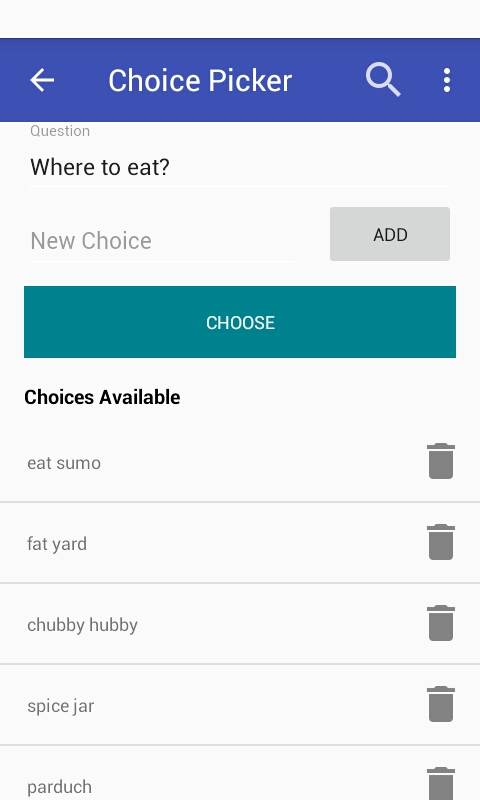 Choice Picker
Question
Where to eat?
New Choice
ADD
CHOOSE
Choices Available
eat sumo
fat yard
chubby hubby
spice jar
parduch